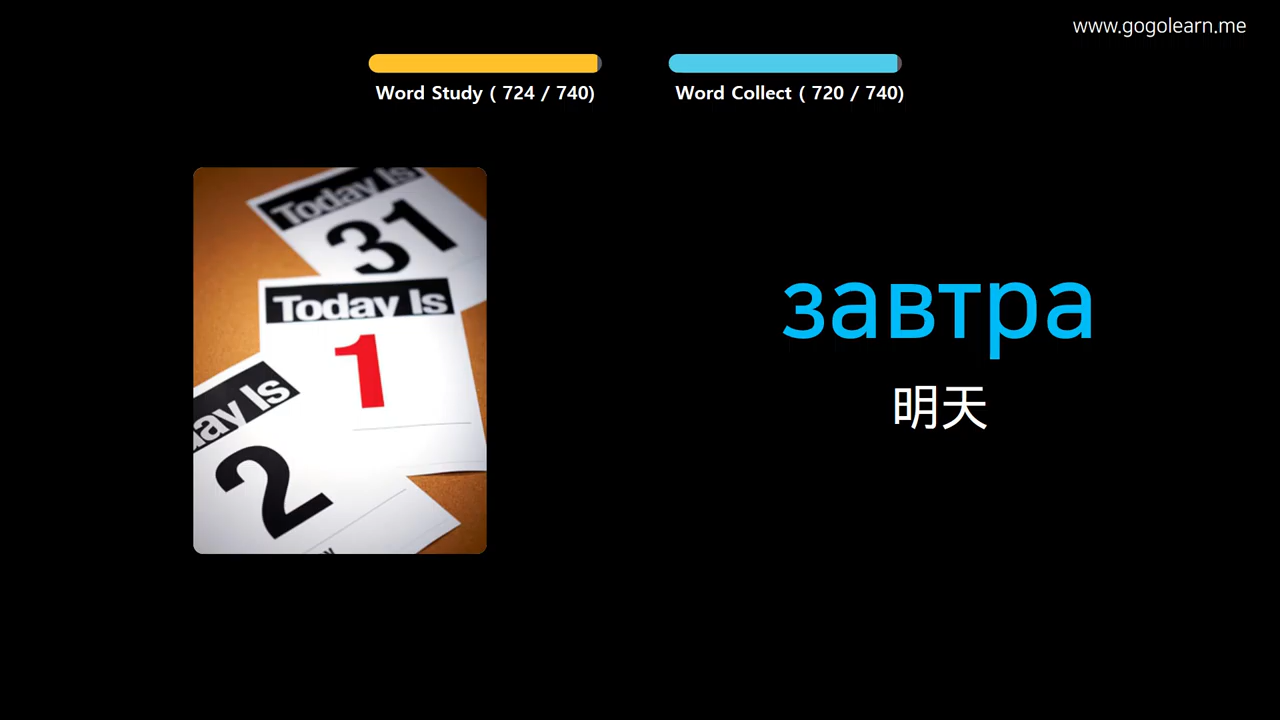 www.gogolearn.me
Word Study ( 724 / 740)
Word Collect ( 720 / 740)
Today Is
31
Today Is
1
ay Is
2
завтра
明天